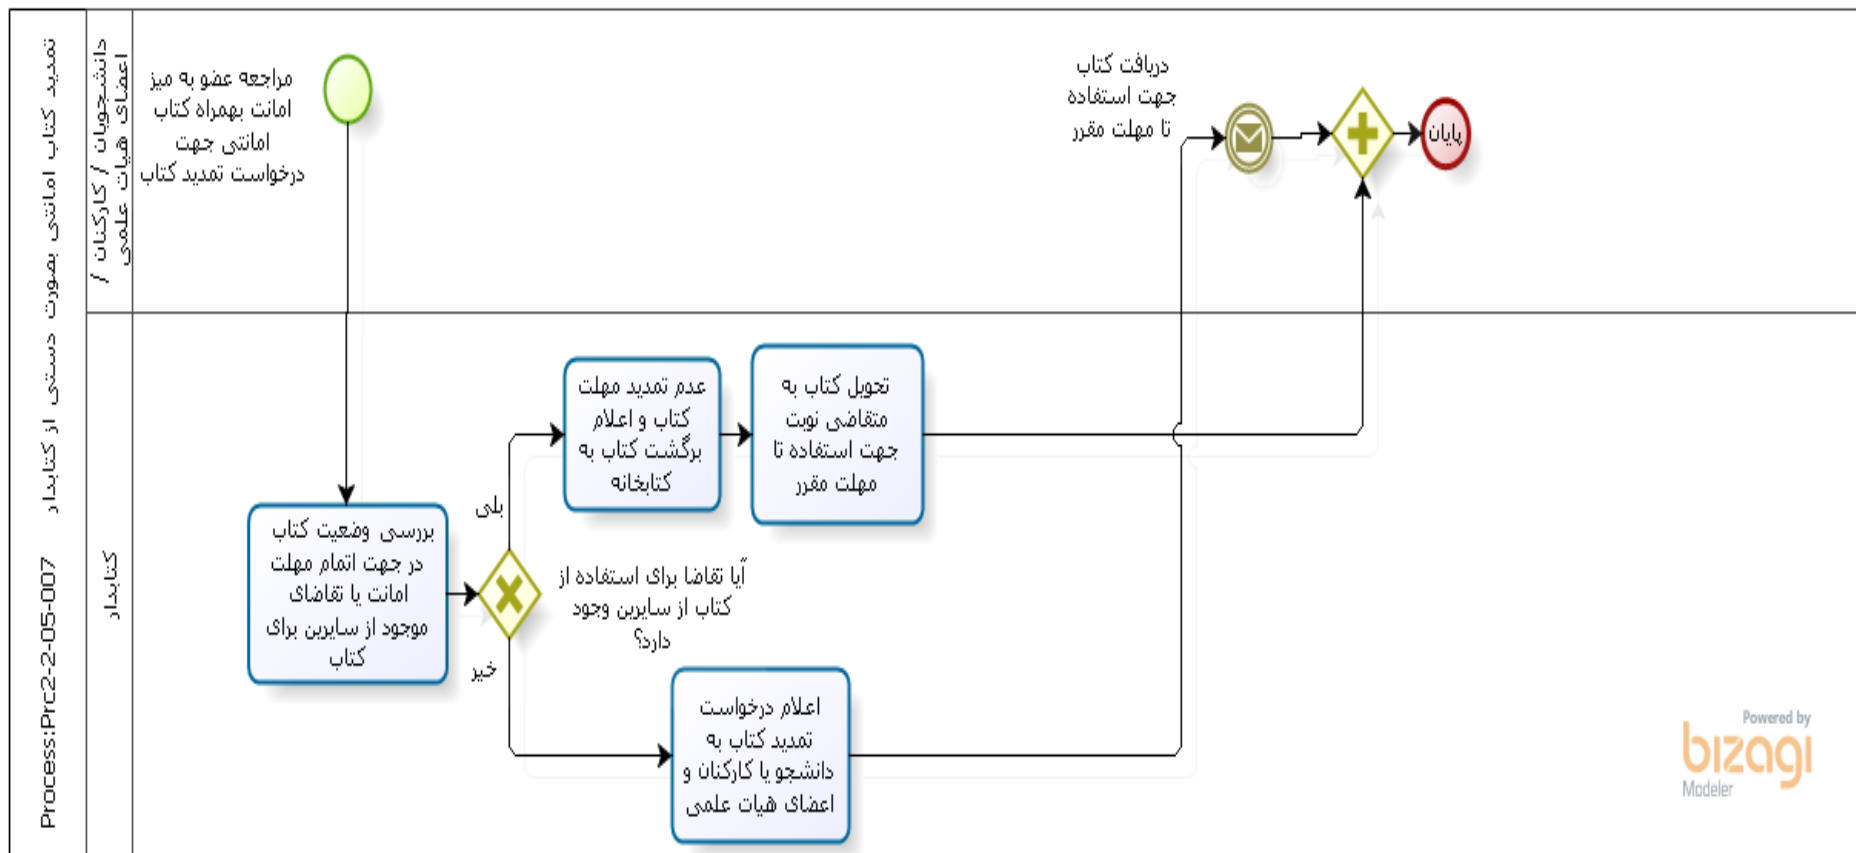 تمدید کتاب امانتی بصورت دستی از کتابدار
Process:Prc2-2-05-007
دانشجویان / کارکنان /
اعضای هیات علمی
کتابدار
مراجعه عضو به میز
امانت بهمراه کتاب
امانتی جهت
درخواست تمدید کتاب
دریافت کتاب
جهت استفاده
تا مهلت مقرر
پایان
عدم تمدید مهلت
کتاب و اعلام
برگشت کتاب به
کتابخانه
تحویل کتاب به
متقاضی نوبت
جهت استفاده تا
مهلت مقرر
بلی
بررسی وضعیت کتاب
در جهت اتمام مهلت
امانت یا تقاضای
موجود از سایرین برای
کتاب
آیا تقاضا برای استفاده از
کتاب از سایرین وجود
دارد؟
خیر
اعلام درخواست
تمدید کتاب به
دانشجو یا کارکنان و
اعضای هیات علمی
Powered by
bizagi
Modeler